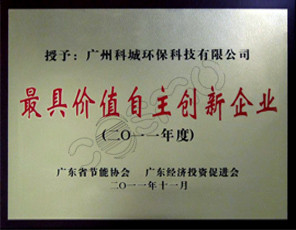 授予：广州科城环保科技有限公司
最具价值自主创新企业
(二〇一一年度)
广东省节能协会 广东经济投资促进会
二〇一一年十一月